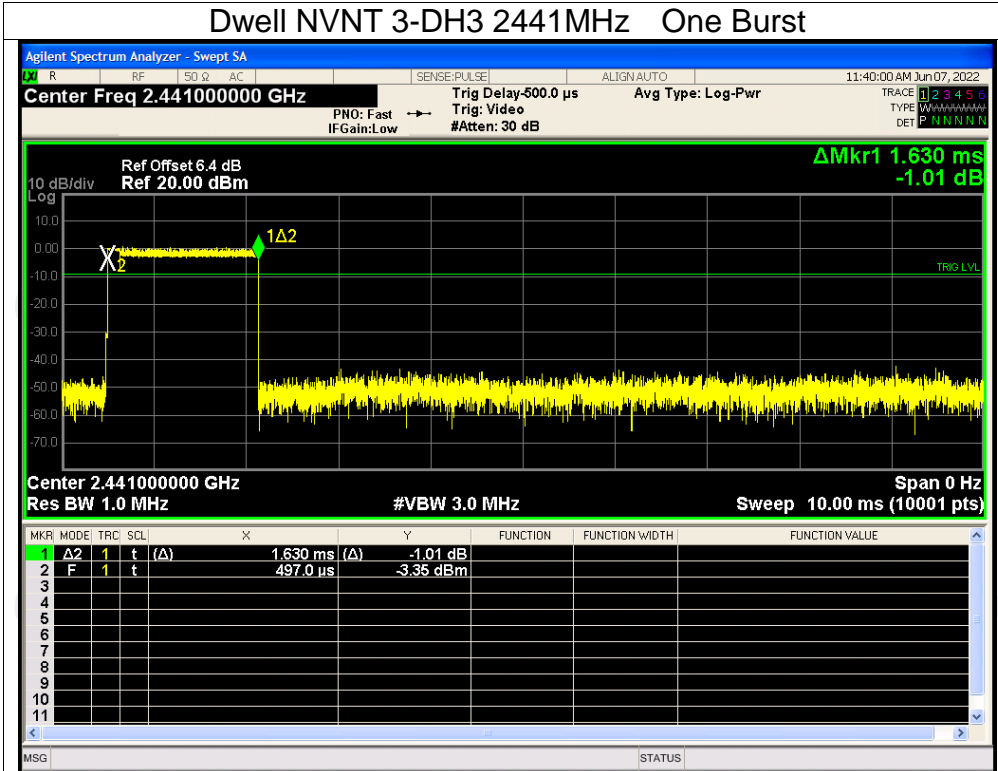 Dwell NVNT 3-DH3 2441MHz One Burst
Agilent Spectrum Analyzer - Swept SA
LXI R RF 50 Ω AC SENSE:PULSE ALIGN AUTO 11:40:00 AM Jun 07, 2022
Center Freq 2.441000000 GHz
PNO: Fast
IFGain:Low
Trig Delay-500.0 µs
Trig: Video
#Atten: 30 dB
Avg Type: Log-Pwr
TRACE 1 2 3 4 5 6
TYPE WWWWWW
DET P N N N N N
ΔMkr1 1.630 ms
-1.01 dB
Ref Offset 6.4 dB
10 dB/div Ref 20.00 dBm
Log
10.0
0.00
-10.0
-20.0
-30.0
-40.0
-50.0
-60.0
-70.0
1Δ2
2
TRIG LVL
Center 2.441000000 GHz Span 0 Hz
Res BW 1.0 MHz #VBW 3.0 MHz Sweep 10.00 ms (10001 pts)
MKR MODE TRC SCL X Y FUNCTION FUNCTION WIDTH FUNCTION VALUE
1 Δ2 1 t (Δ) 1.630 ms (Δ) -1.01 dB
2 F 1 t 497.0 µs -3.35 dBm
3
4
5
6
7
8
9
10
11
MSG STATUS